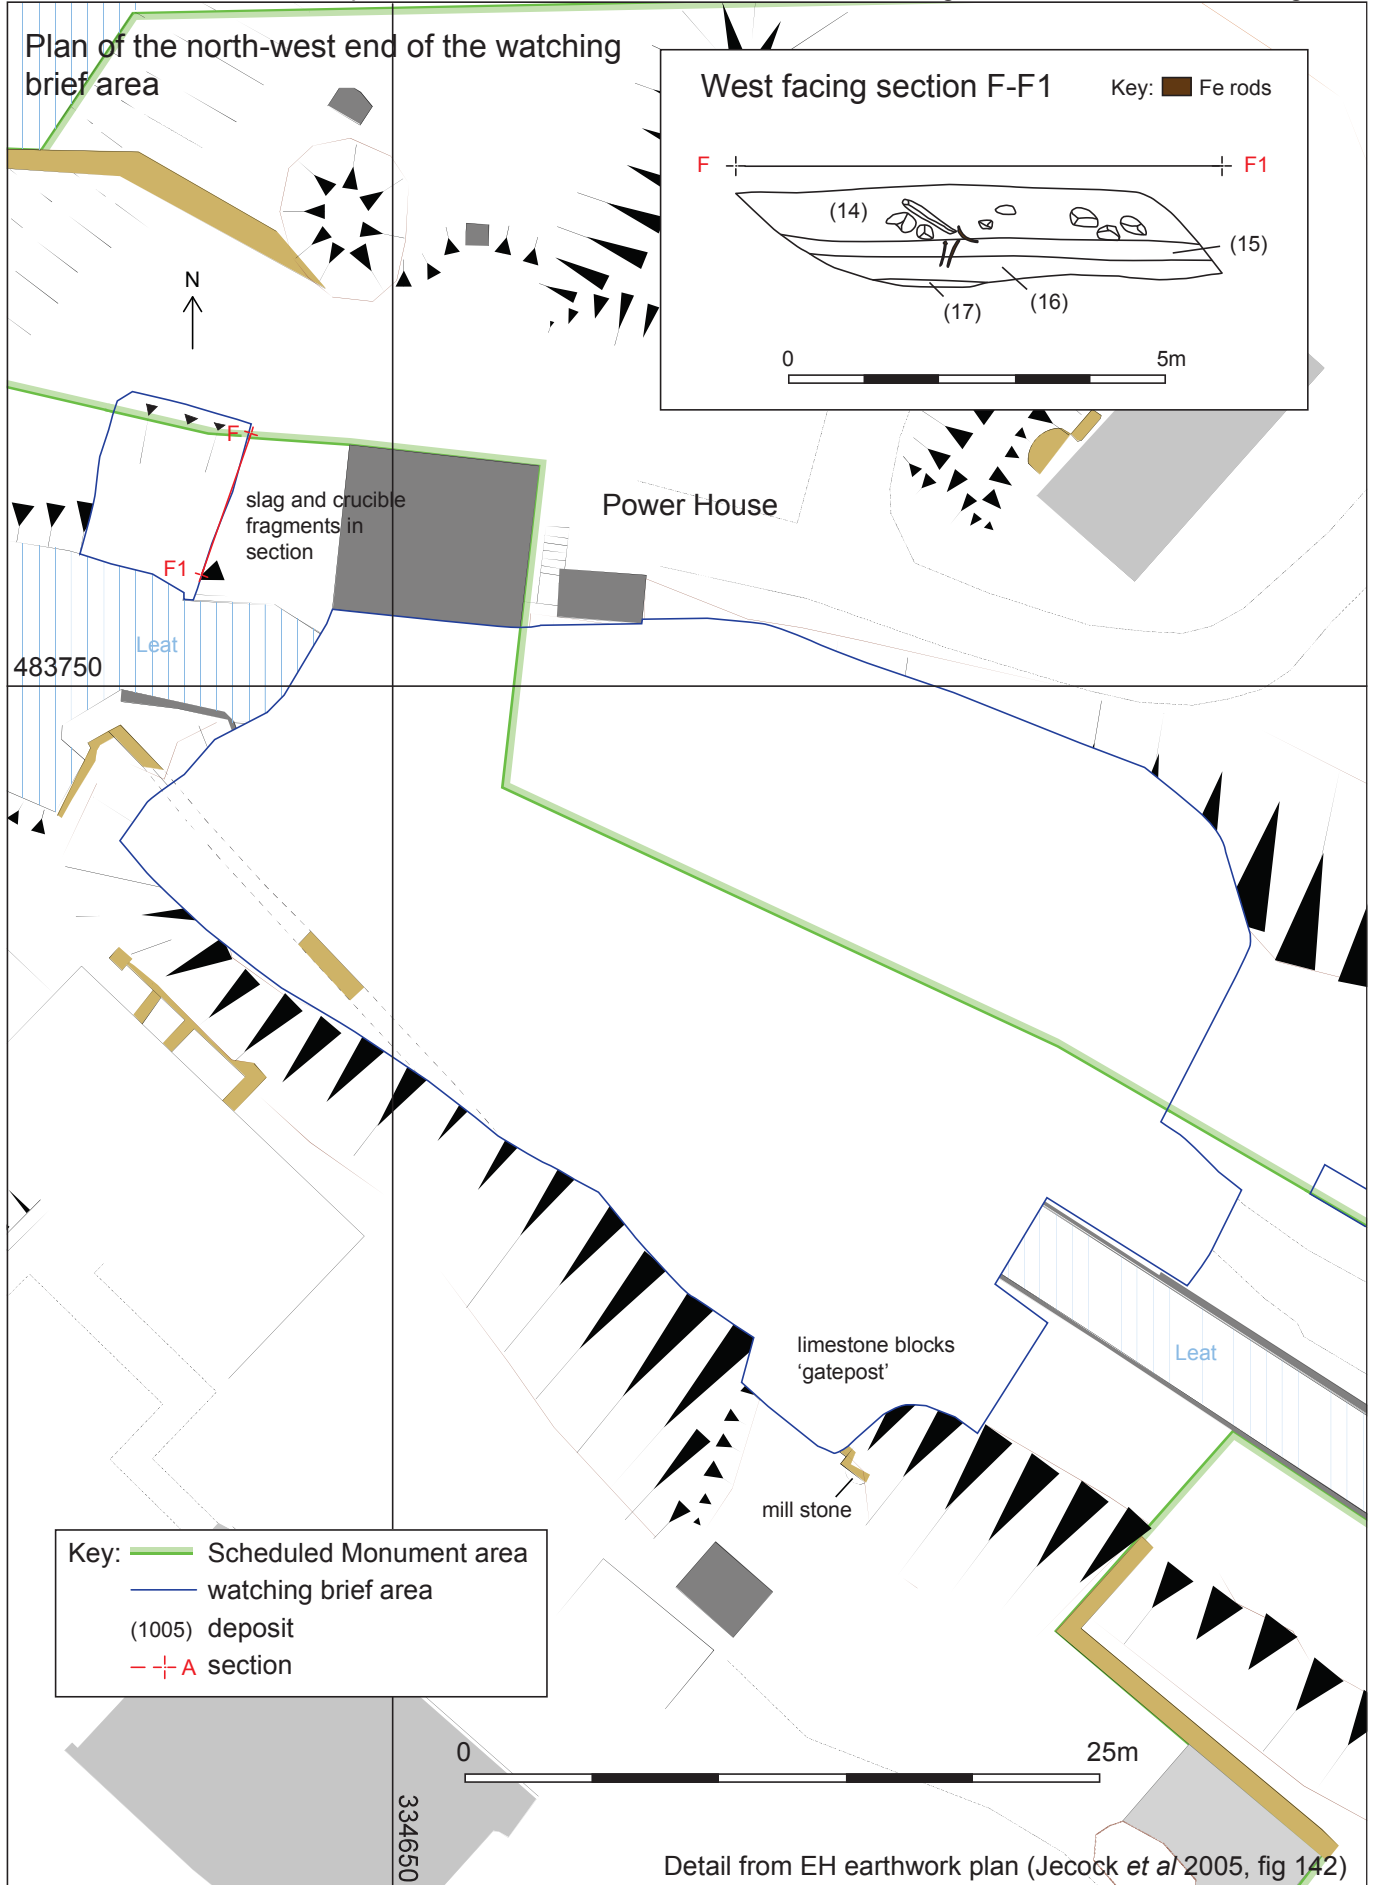 Plan of the north-west end of the watching
brief area
West facing section F-F1
Key: Fe rods
F
F1
(14)
(15)
(16)
(17)
0
5m
N
F
slag and crucible
fragments in
section
F1
Power House
Leat
483750
limestone blocks
‘gatepost’
Leat
mill stone
Key: Scheduled Monument area
watching brief area
(1005) deposit
A section
0
25m
334650
Detail from EH earthwork plan (Jecock et al 2005, fig 142)